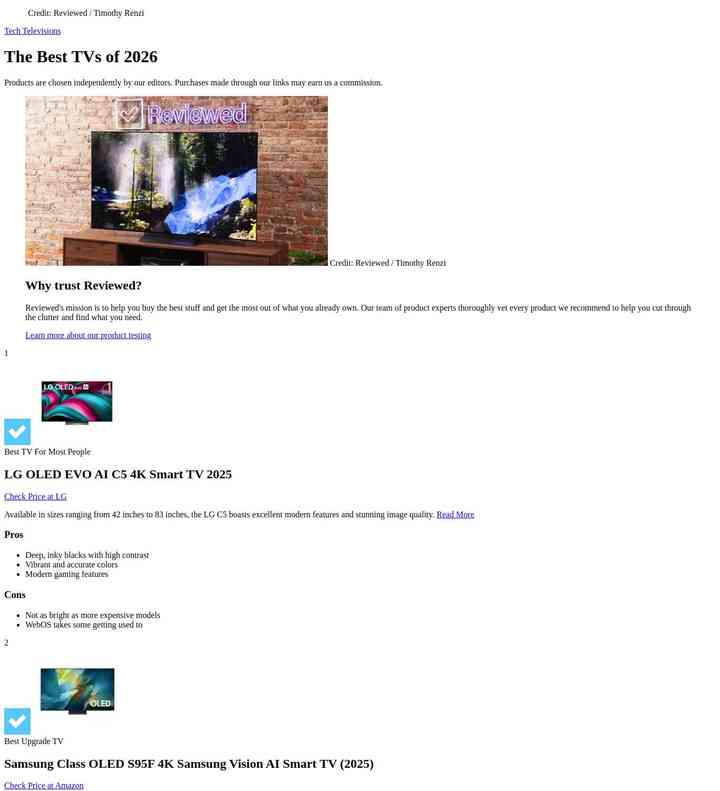 Credit: Reviewed / Timothy Renzi
Tech Televisions
The Best TVs of 2026
Products are chosen independently by our editors. Purchases made through our links may earn us a commission.
Reviewed
Credit: Reviewed / Timothy Renzi
Why trust Reviewed?
Reviewed's mission is to help you buy the best stuff and get the most out of what you already own. Our team of product experts thoroughly vet every product we recommend to help you cut through
the clutter and find what you need.
Learn more about our product testing
1
LG OLED evo AI
Best TV For Most People
LG OLED EVO AI C5 4K Smart TV 2025
Check Price at LG
Available in sizes ranging from 42 inches to 83 inches, the LG C5 boasts excellent modern features and stunning image quality. Read More
Pros
Deep, inky blacks with high contrast
Vibrant and accurate colors
Modern gaming features
Cons
Not as bright as more expensive models
WebOS takes some getting used to
2
OLED
Best Upgrade TV
Samsung Class OLED S95F 4K Samsung Vision AI Smart TV (2025)
Check Price at Amazon